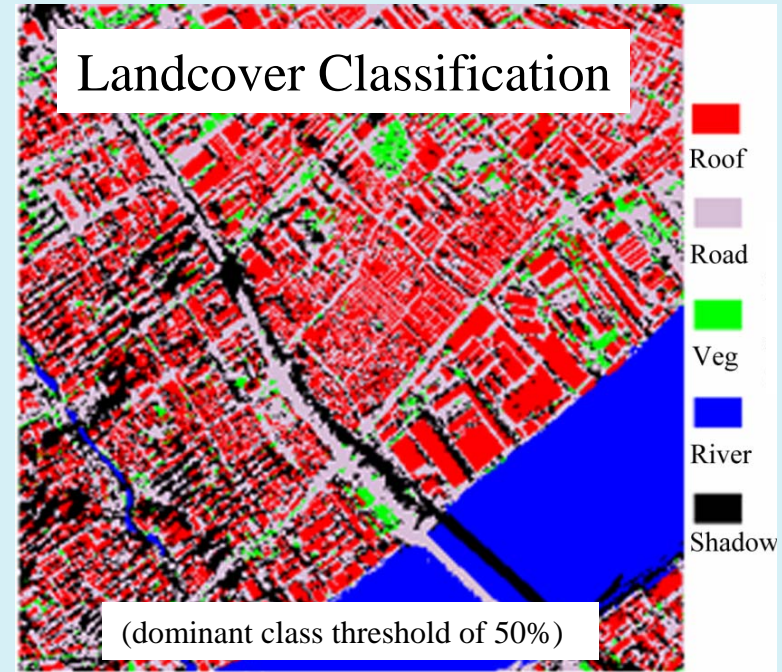 Landcover Classification
Roof
Road
Veg
River
Shadow
(dominant class threshold of 50%)